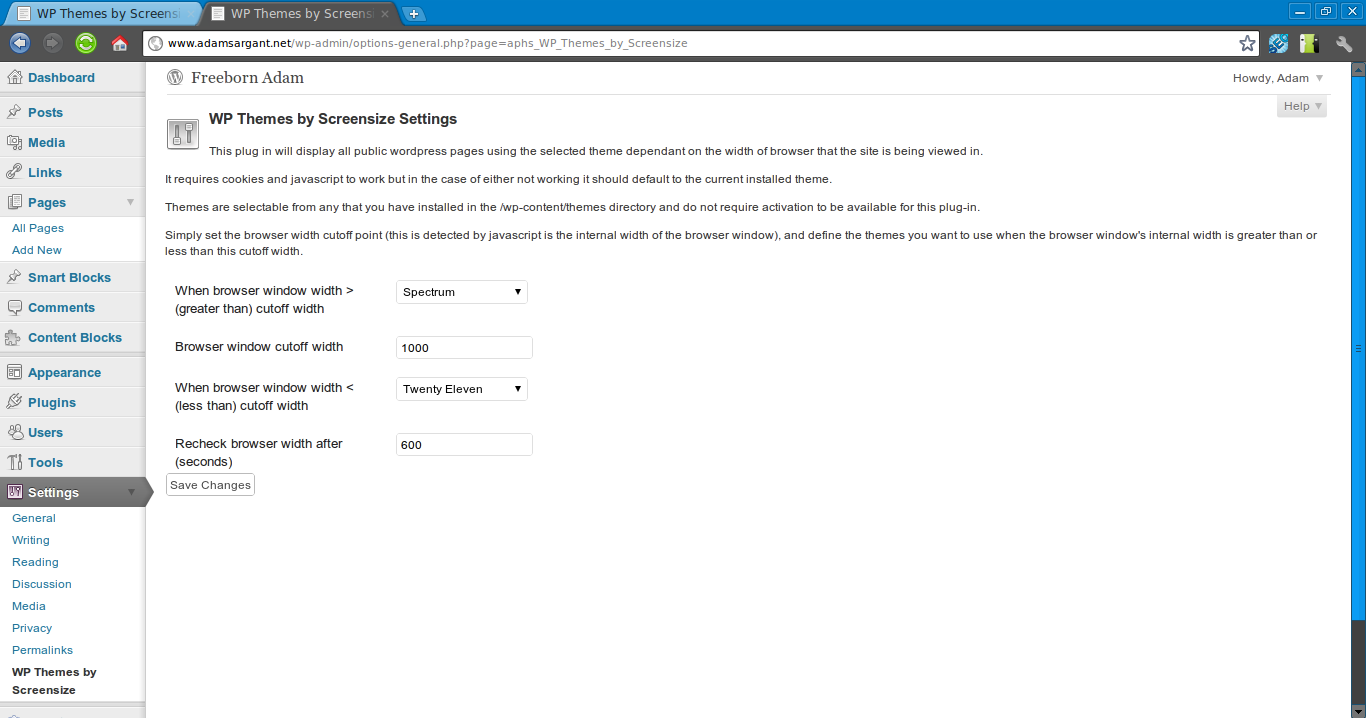 WP Themes by Screensi
WP Themes by Screensi
www.adamsargant.net/wp-admin/options-general.php?page=aphs_WP_Themes_by_Screensize
Freeborn Adam
Howdy, Adam
Help
Dashboard
Posts
Media
Links
Pages
All Pages
Add New
Smart Blocks
Comments
Content Blocks
Appearance
Plugins
Users
Tools
Settings
General
Writing
Reading
Discussion
Media
Privacy
Permalinks
WP Themes by
Screensize
WP Themes by Screensize Settings
This plug in will display all public wordpress pages using the selected theme dependant on the width of browser that the site is being viewed in.
It requires cookies and javascript to work but in the case of either not working it should default to the current installed theme.
Themes are selectable from any that you have installed in the /wp-content/themes directory and do not require activation to be available for this plug-in.
Simply set the browser width cutoff point (this is detected by javascript is the internal width of the browser window), and define the themes you want to use when the browser window's internal width is greater than or
less than this cutoff width.
When browser window width >
(greater than) cutoff width
Spectrum
Browser window cutoff width
1000
When browser window width <
(less than) cutoff width
Twenty Eleven
Recheck browser width after
(seconds)
600
Save Changes